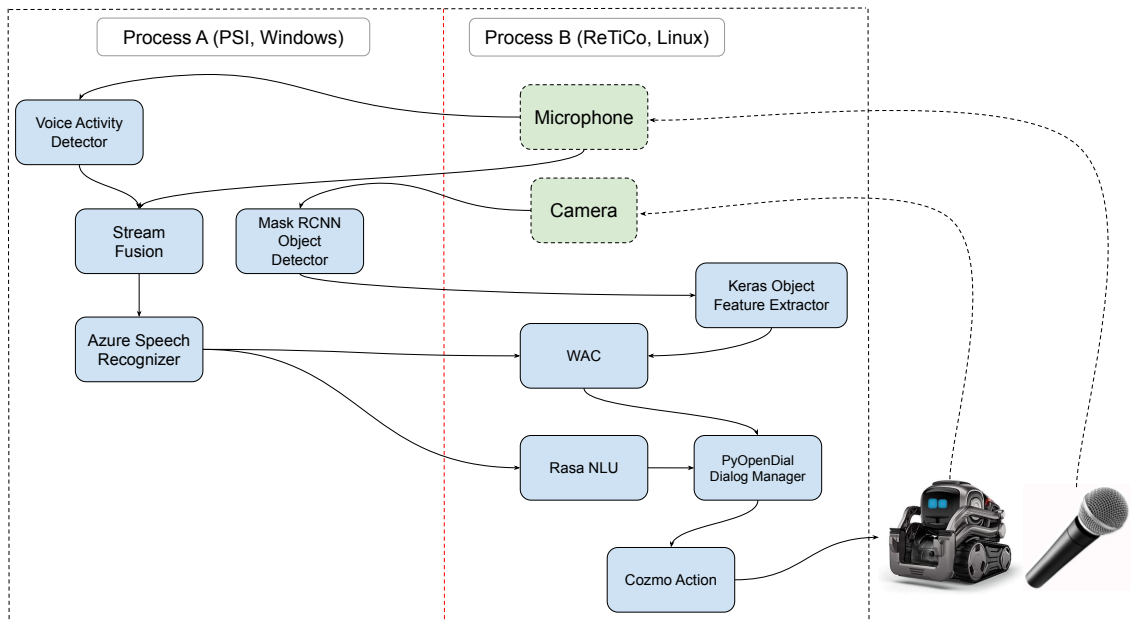 Process A (PSI, Windows)
Process B (ReTiCo, Linux)
Microphone
Voice Activity
Detector
Camera
Stream
Fusion
Mask RCNN
Object
Detector
Keras Object
Feature Extractor
Azure Speech
Recognizer
WAC
Rasa NLU
PyOpenDial
Dialog Manager
Cozmo Action